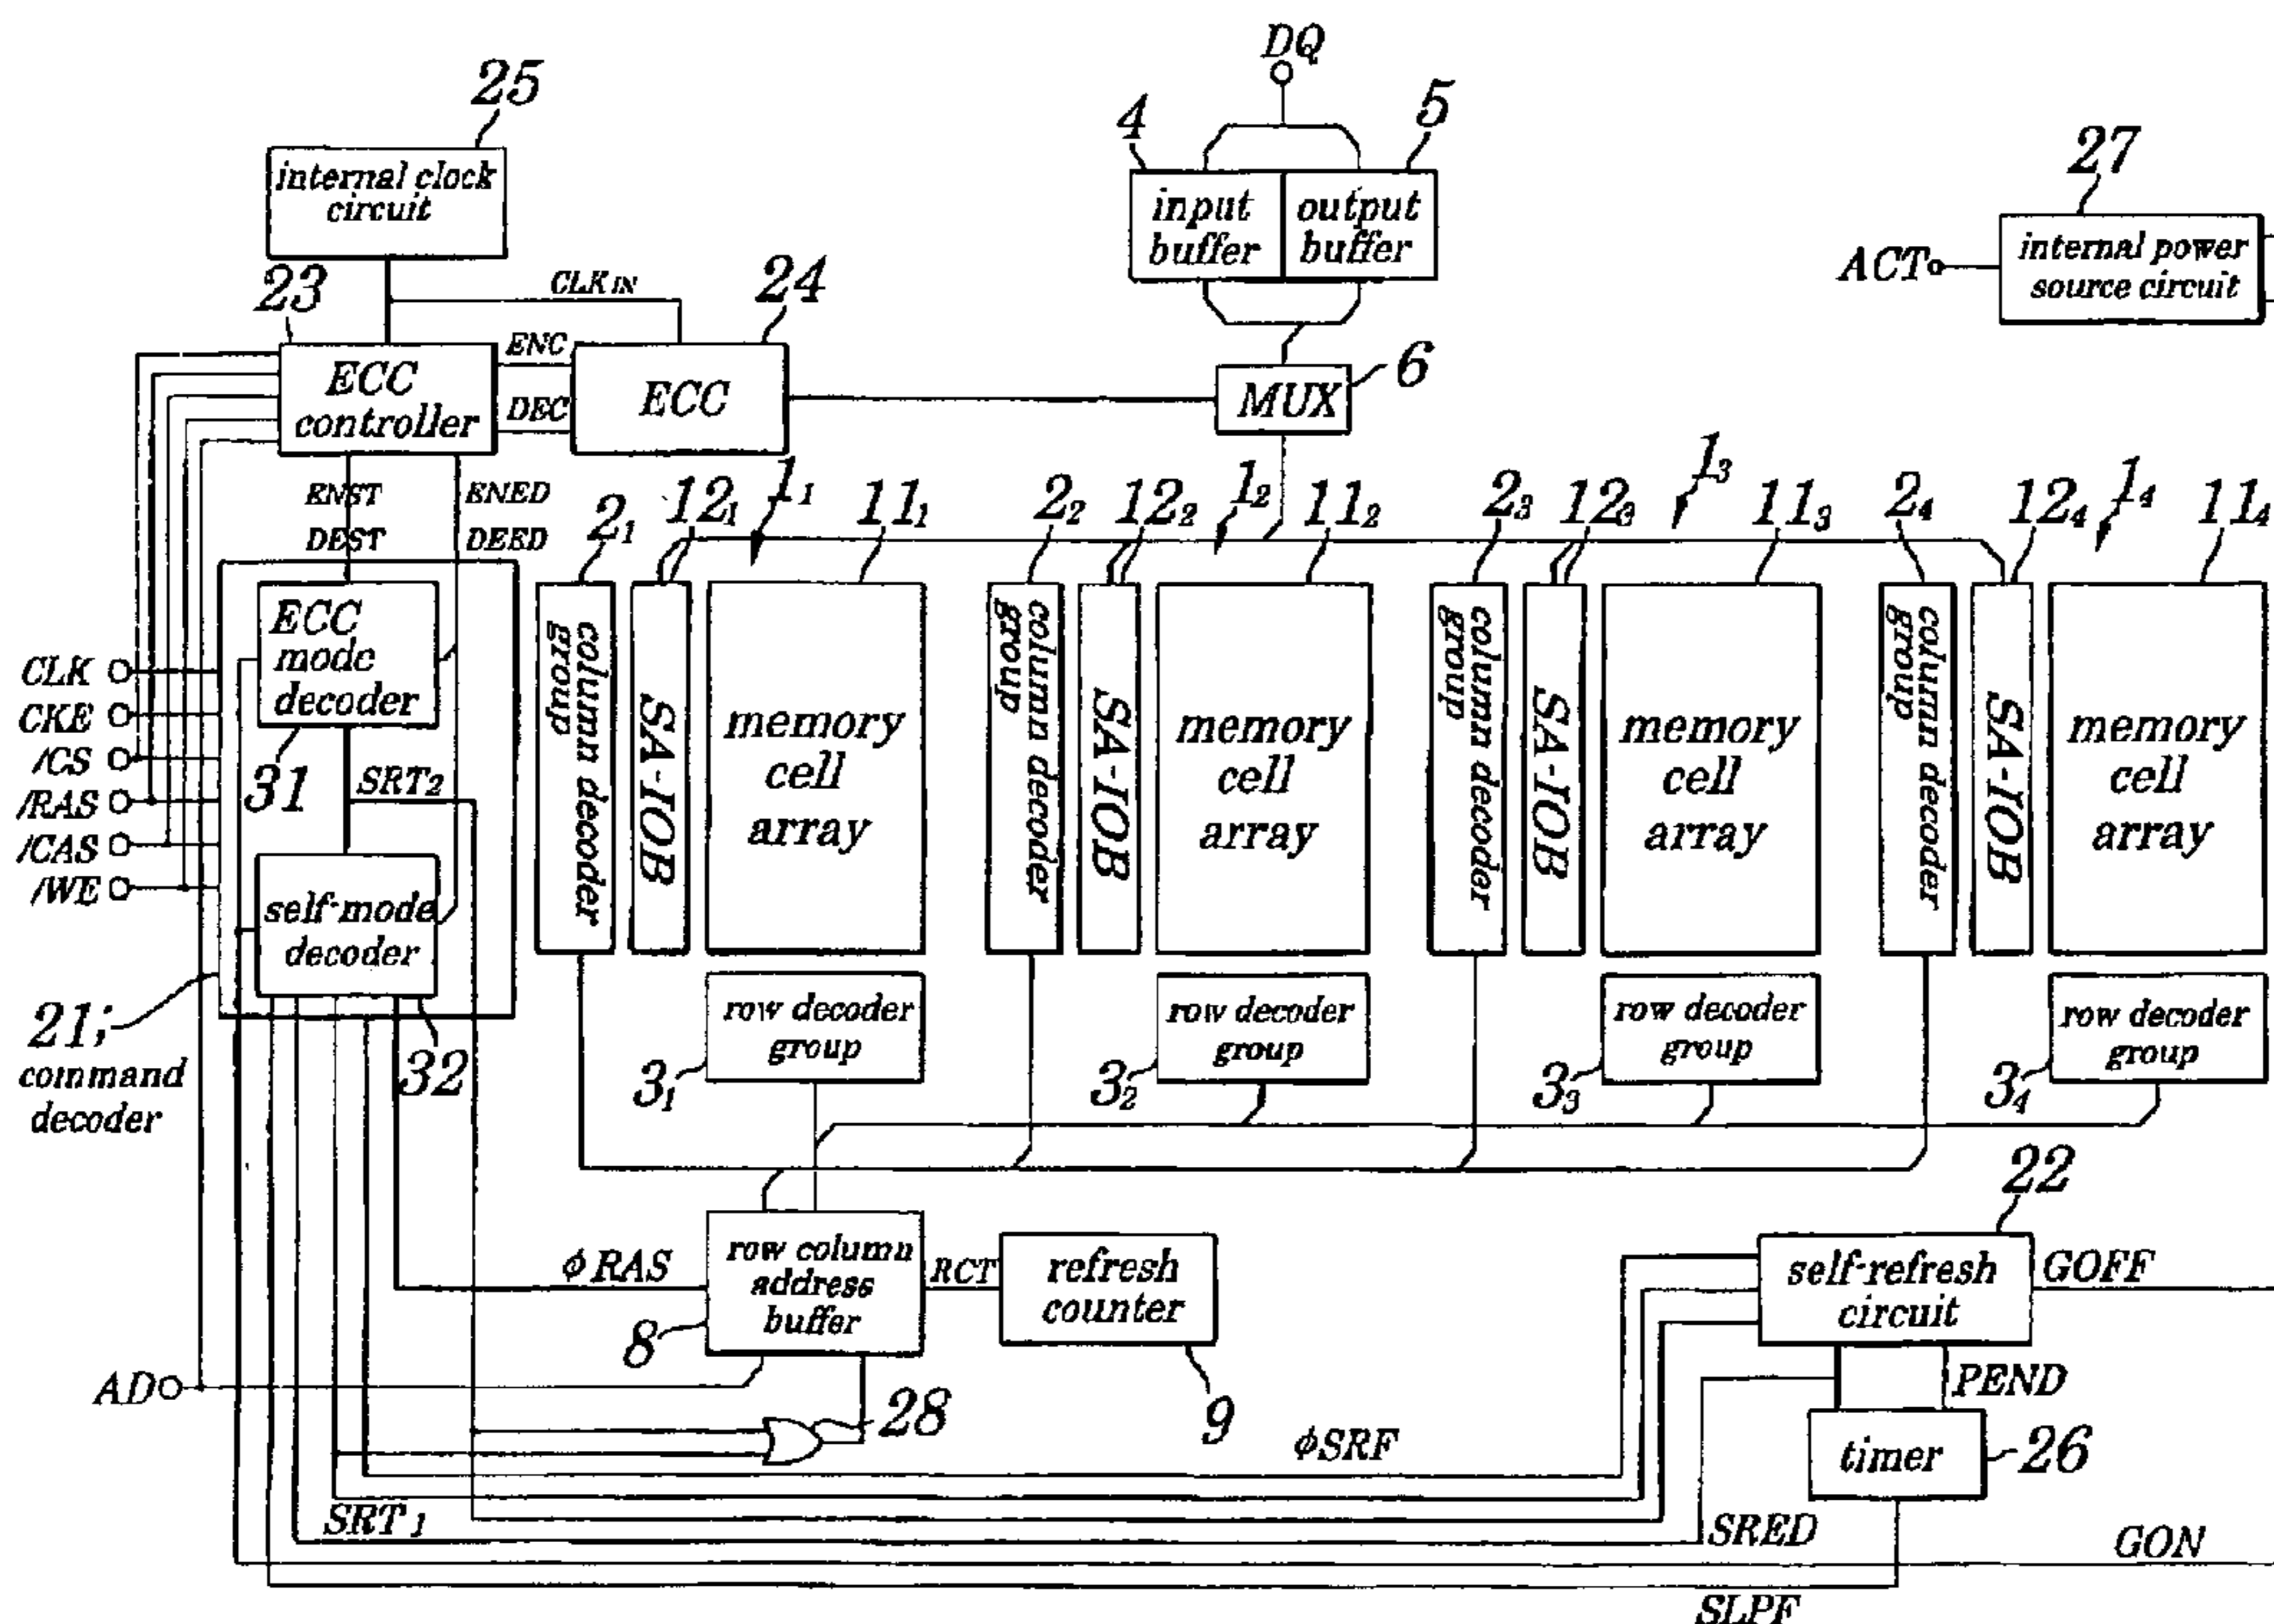 DQ
25
4
5
27
internal clock
circuit
input
buffer
output
buffer
internal power
source circuit
ACT
23
CLK IN
24
ENC
ECC
controller
DEC
ECC
6
MUX
ENST
ENED
DEST
DEED
2₁
12₁
1₁
11₁
2₂
12₂
1₂
11₂
2₃
12₃
1₃
11₃
2₄
12₄
1₄
11₄
ECC
mode
decoder
31
SRT₂
self-mode
decoder
32
CLK
CKE
/CS
/RAS
/CAS
/WE
21;
command
decoder
column decoder
group
SA-IOB
memory
cell
array
column decoder
group
SA-IOB
memory
cell
array
column decoder
group
SA-IOB
memory
cell
array
column decoder
group
SA-IOB
memory
cell
array
row decoder
group
3₁
row decoder
group
3₂
row decoder
group
3₃
row decoder
group
3₄
22
ϕRAS
row column
address
buffer
8
RCT
refresh
counter
9
self-refresh
circuit
GOFF
PEND
AD
28
ϕSRF
timer
26
SRT₁
SRED
GON
SLPF